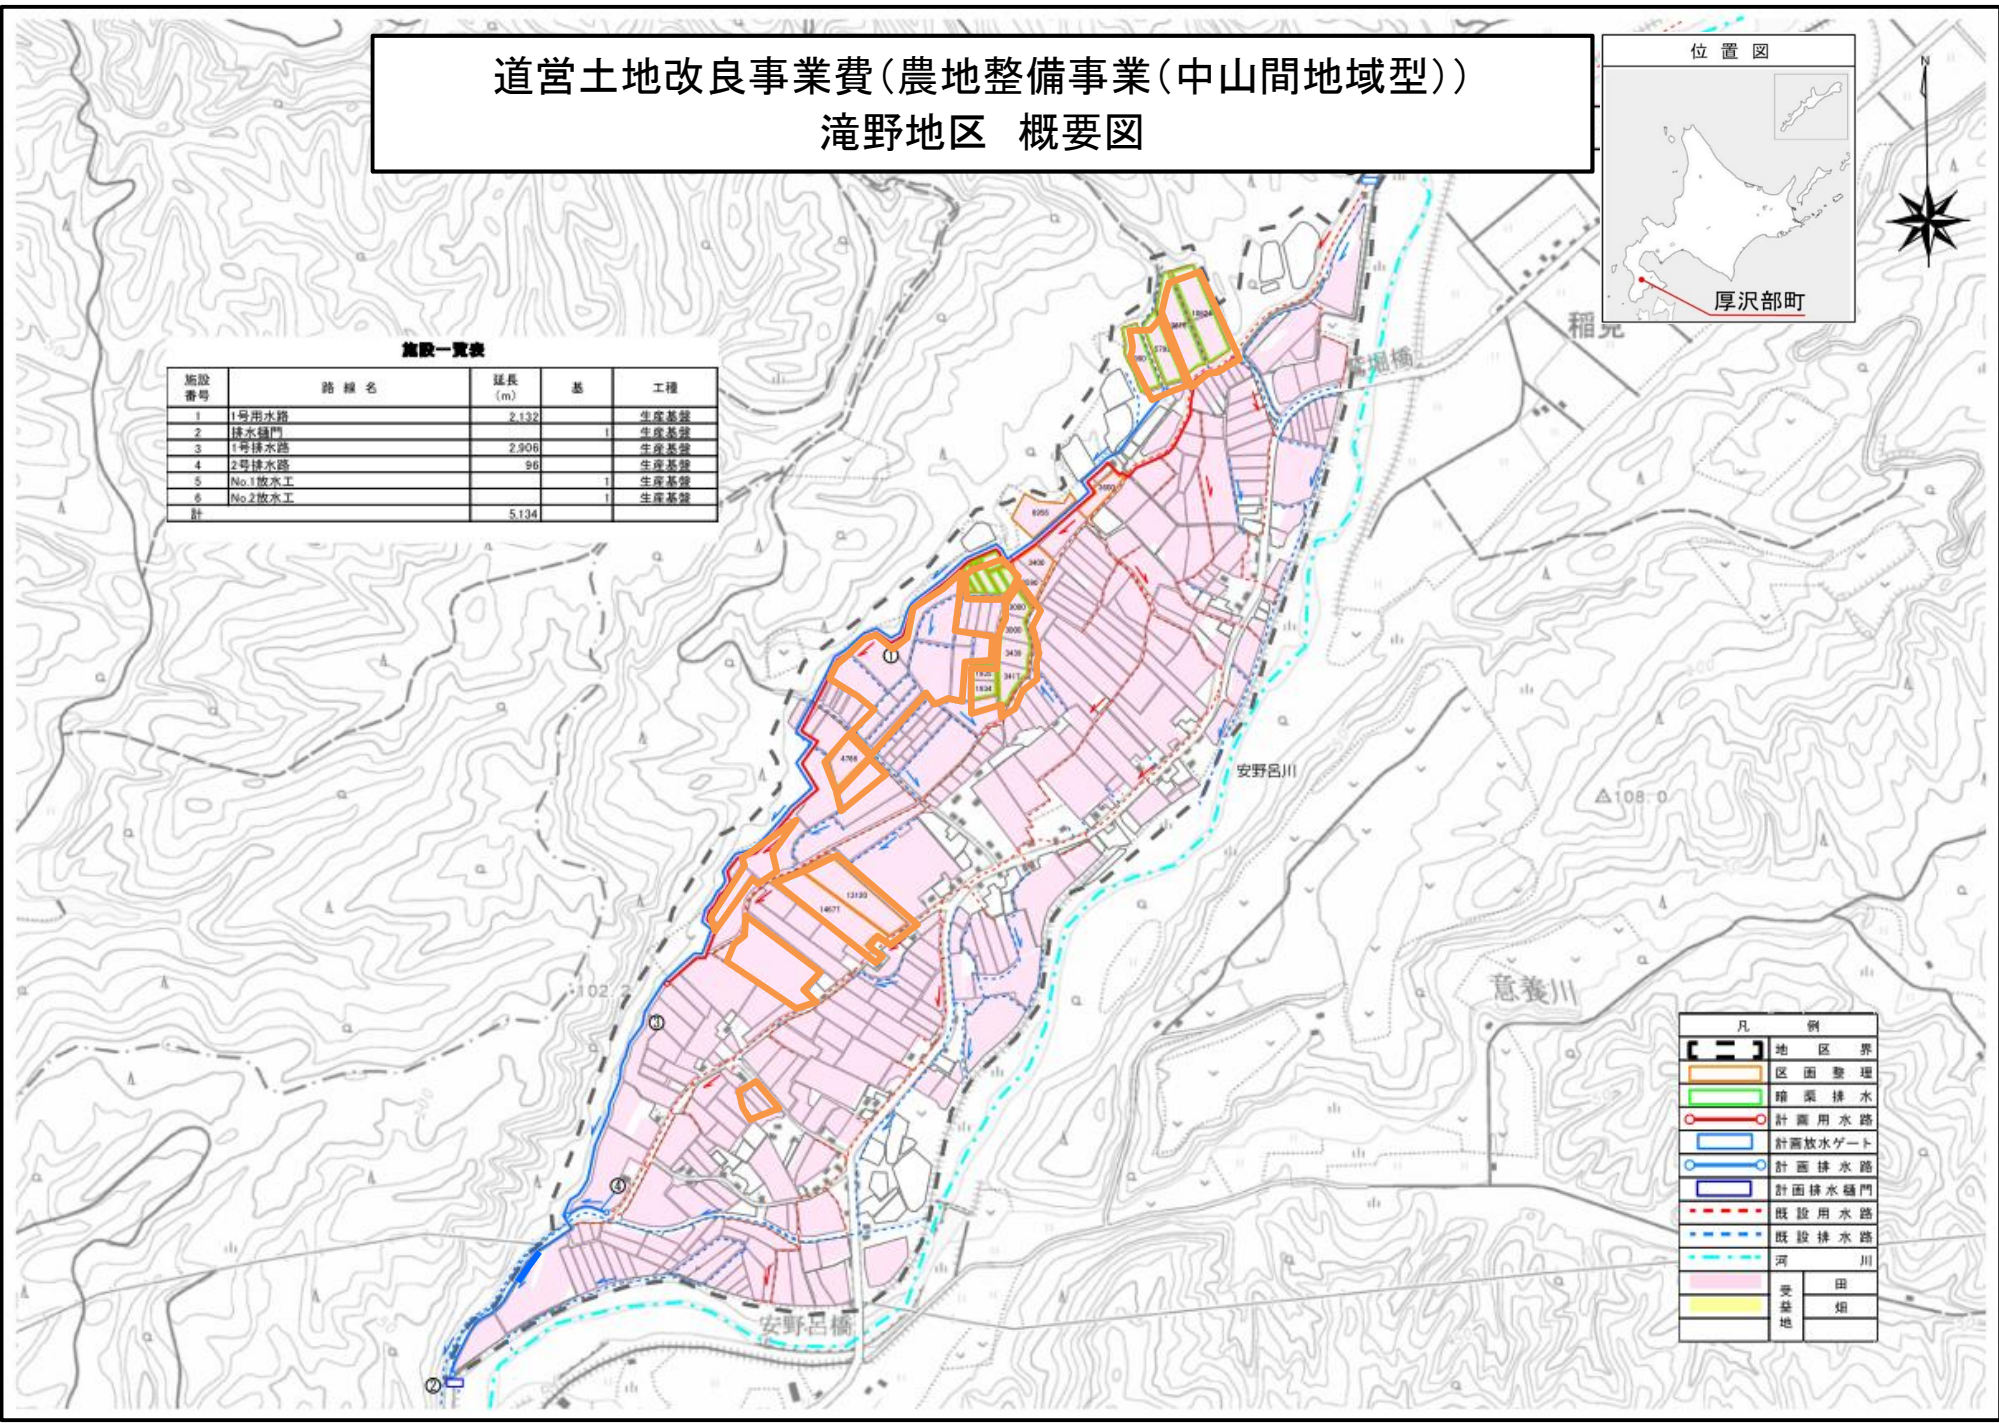 道営土地改良事業費(農地整備事業(中山間地域型))
滝野地区 概要図
位置図
厚沢部町
N
施設一覧表
施設番号 路線名 延長(m) 基 工種
1 1号用水路 2,132 生産基盤
2 排水樋門 1 生産基盤
3 1号排水路 2,906 生産基盤
4 2号排水路 96 生産基盤
5 No.1放水工 1 生産基盤
6 No.2放水工 1 生産基盤
計 5,134
稲見
3400
3417
1934
①
4768
安野呂川
△108.0
13120
14671
102.2
意養川
③
④
安野呂橋
②
凡例
地区界
区画整理
暗渠排水
計画用水路
計画放水ゲート
計画排水路
計画排水樋門
既設用水路
既設排水路
河川
受益地
田
畑